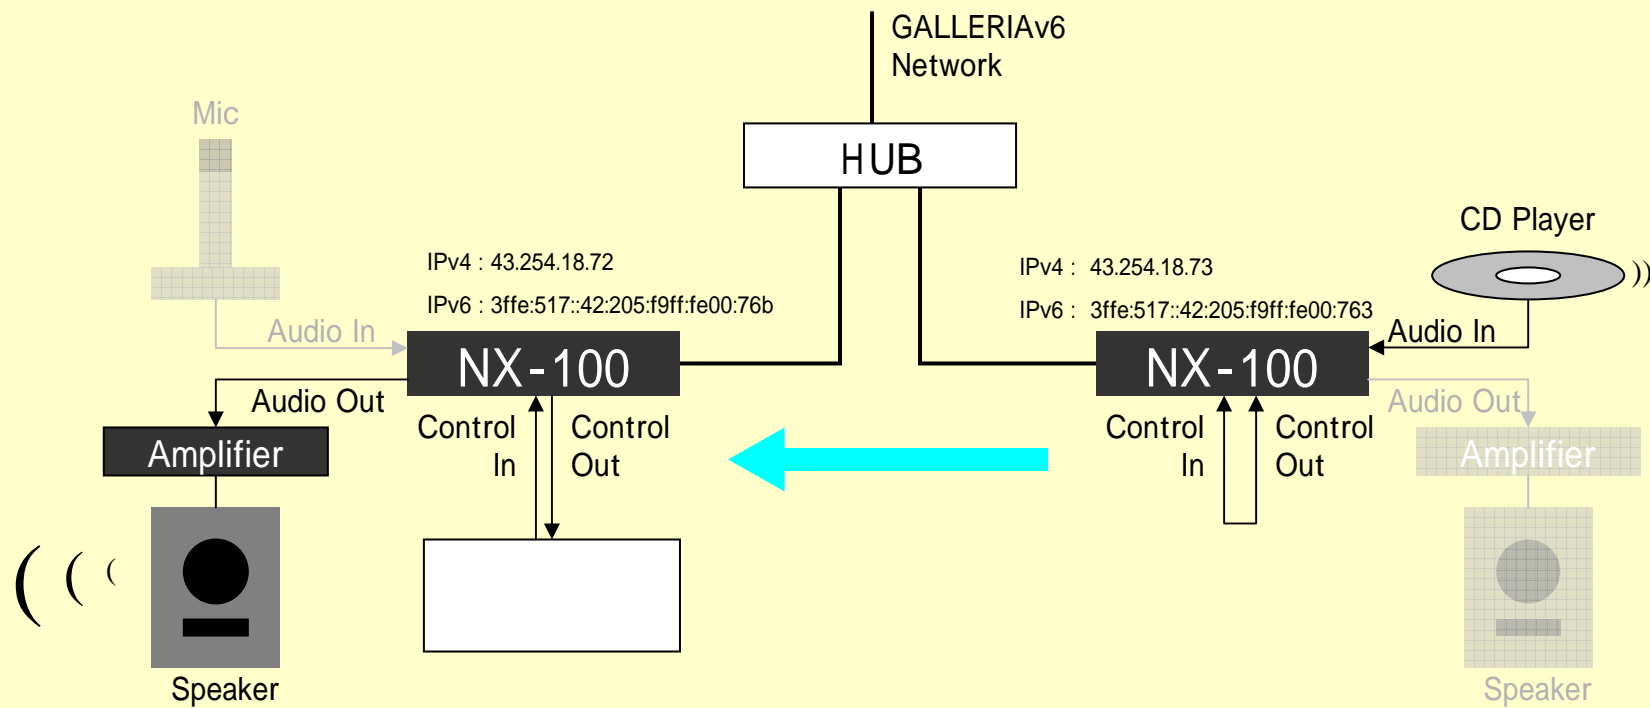 GALLERIAv6
Network
HUB
Mic
CD Player
IPv4 : 43.254.18.72
IPv6 : 3ffe:517::42:205:f9ff:fe00:76b
IPv4 : 43.254.18.73
IPv6 : 3ffe:517::42:205:f9ff:fe00:763
Audio In
NX-100
NX-100
Audio In
Audio Out
Audio Out
Control
In
Control
Out
Control
In
Control
Out
Amplifier
Amplifier
Speaker
Speaker